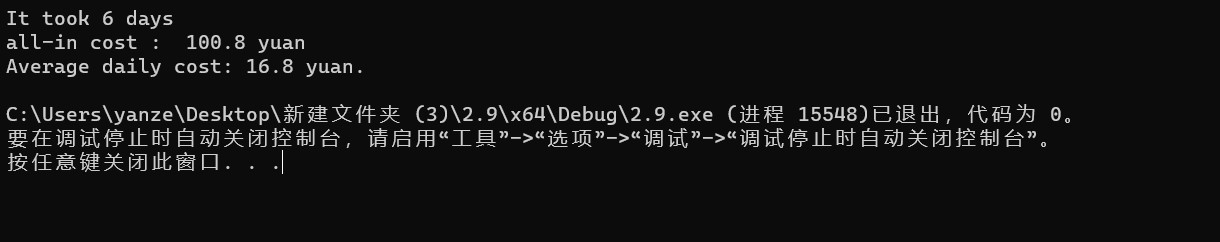 It took 6 days
all-in cost :  100.8 yuan
Average daily cost: 16.8 yuan.
C:\Users\yanze\Desktop\新建文件夹 (3)\2.9\x64\Debug\2.9.exe (进程 15548)已退出，代码为 0。
要在调试停止时自动关闭控制台，请启用“工具”->“选项”->“调试”->“调试停止时自动关闭控制台”。
按任意键关闭此窗口. . .